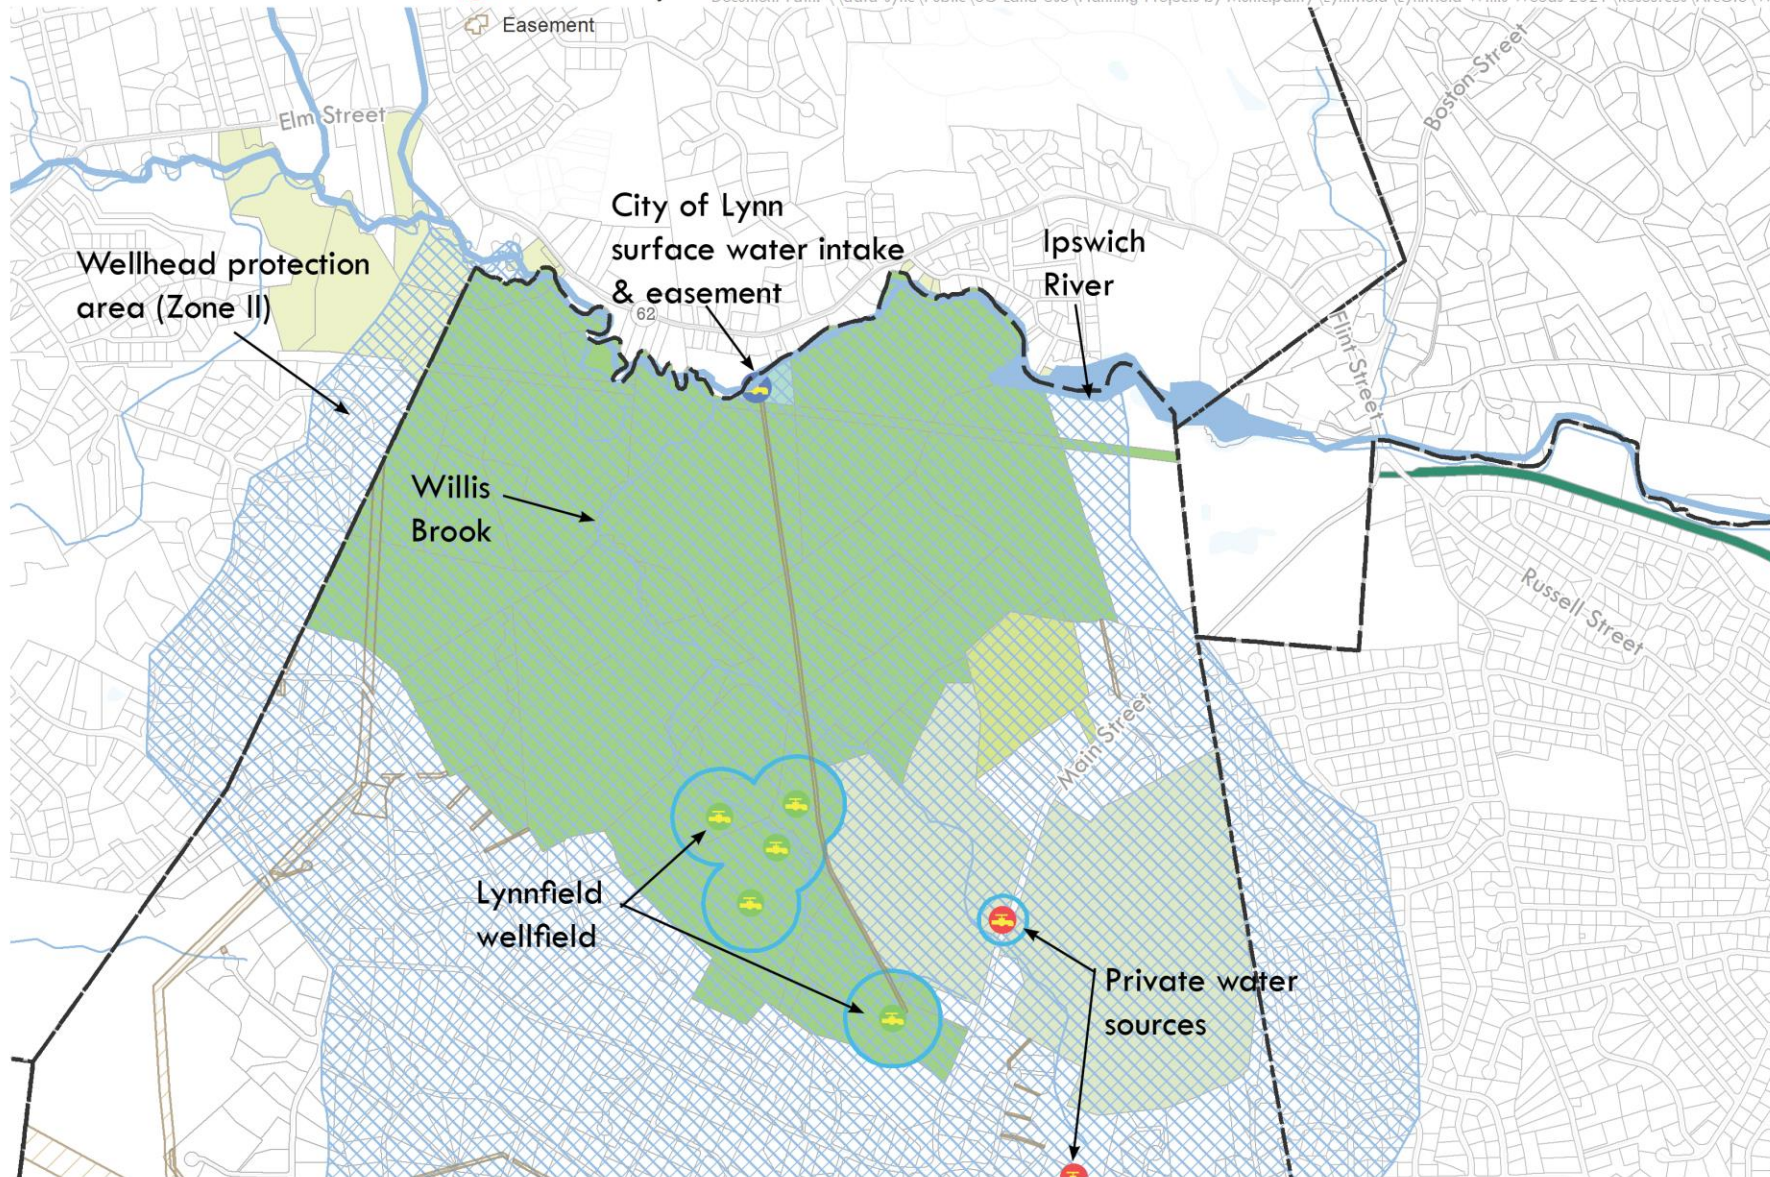 Easement
Elm Street
Boston Street
City of Lynn
surface water intake
& easement
Ipswich
River
Wellhead protection
area (Zone II)
62
Flint Street
Willis
Brook
Russell Street
Main Street
Lynnfield
wellfield
Private water
sources